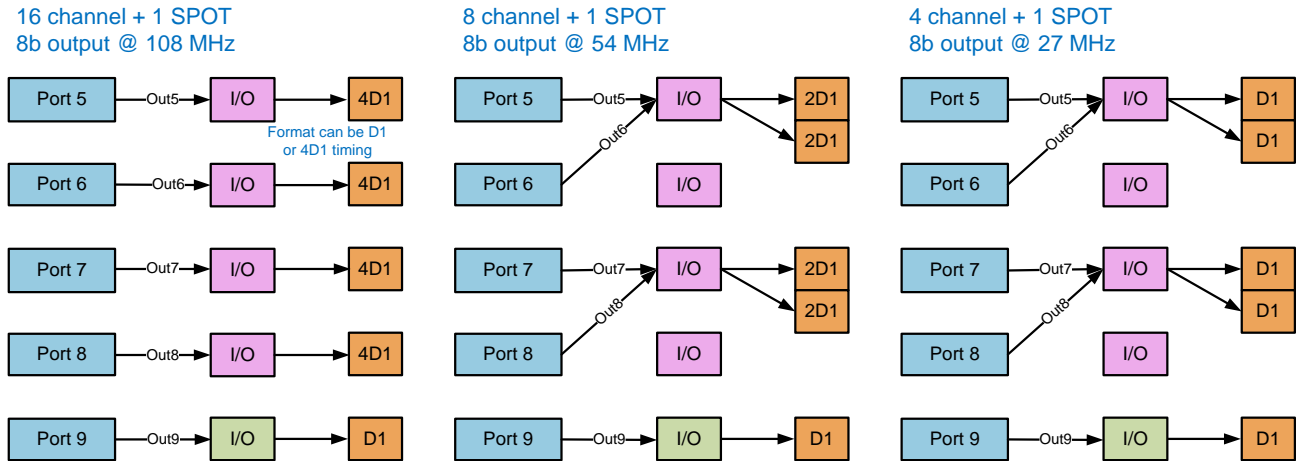 16 channel + 1 SPOT
8b output @ 108 MHz
Port 5
Out5
I/O
4D1
Format can be D1
or 4D1 timing
Port 6
Out6
I/O
4D1
Port 7
Out7
I/O
4D1
Port 8
Out8
I/O
4D1
Port 9
Out9
I/O
D1
8 channel + 1 SPOT
8b output @ 54 MHz
Port 5
Out5
I/O
2D1
2D1
Out6
Port 6
I/O
Port 7
Out7
I/O
2D1
2D1
Out8
Port 8
I/O
Port 9
Out9
I/O
D1
4 channel + 1 SPOT
8b output @ 27 MHz
Port 5
Out5
I/O
D1
D1
Out6
Port 6
I/O
Port 7
Out7
I/O
D1
D1
Out8
Port 8
I/O
Port 9
Out9
I/O
D1